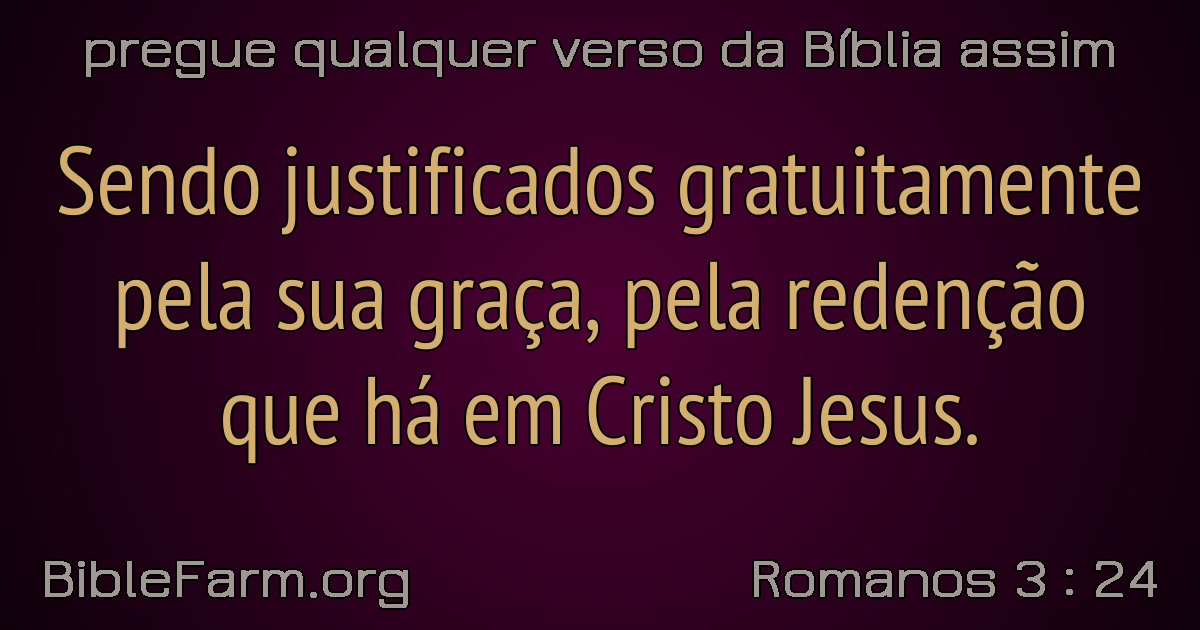 pregue qualquer verso da Bíblia assim
Sendo justificados gratuitamente
pela sua graça, pela redenção
que há em Cristo Jesus.
BibleFarm.org
Romanos 3 : 24